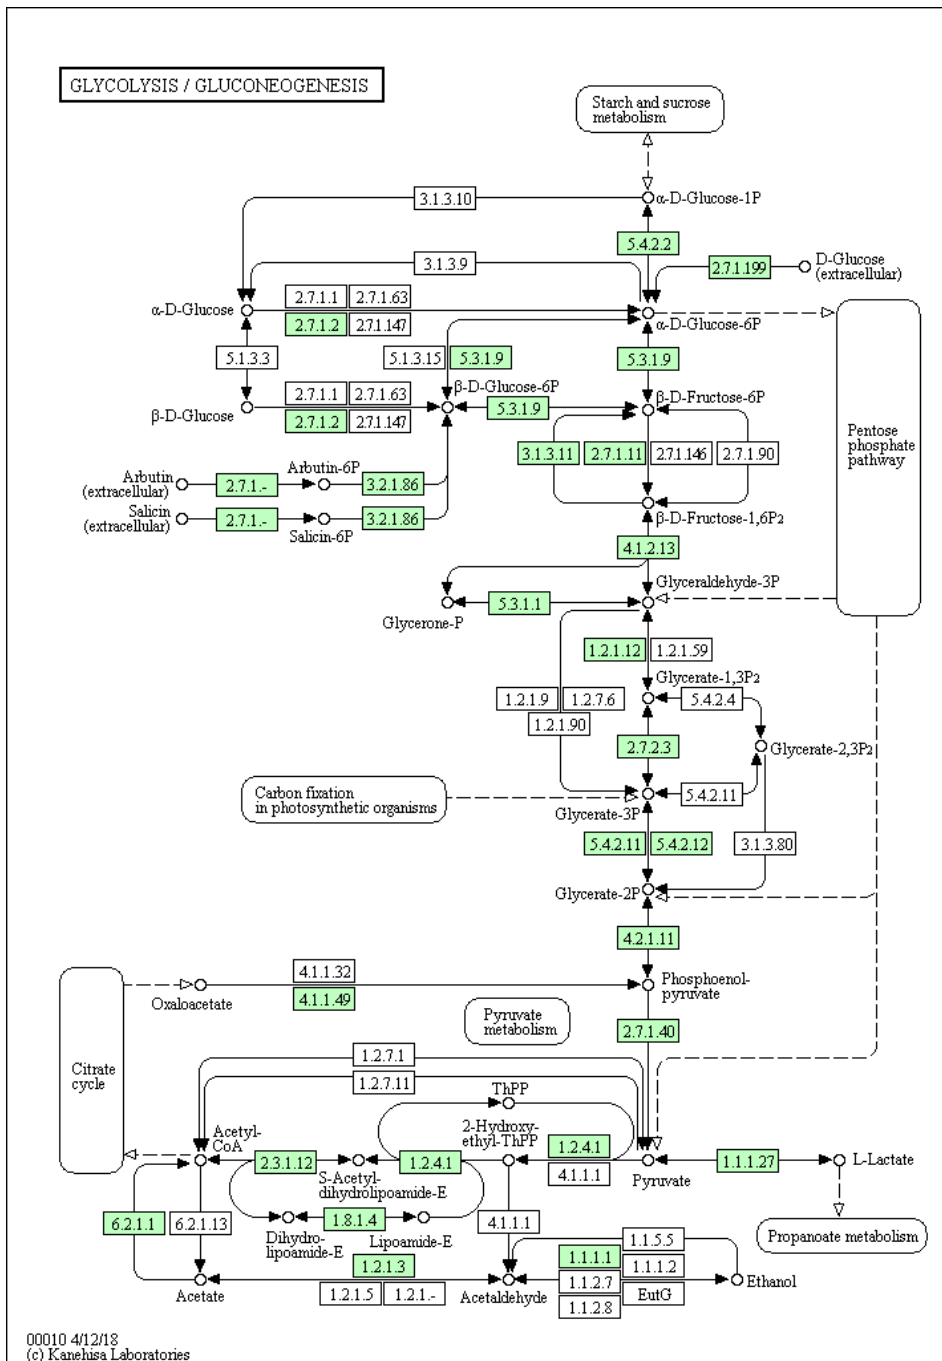 GLYCOLYSIS / GLUCONEOGENESIS
Starch and sucrose
metabolism
3.1.3.10
α-D-Glucose-1P
5.4.2.2
3.1.3.9
2.7.1.199
D-Glucose
(extracellular)
α-D-Glucose
2.7.1.1
2.7.1.63
2.7.1.2
2.7.1.147
α-D-Glucose-6P
5.1.3.3
5.1.3.15
5.3.1.9
5.3.1.9
β-D-Glucose
2.7.1.1
2.7.1.63
2.7.1.2
2.7.1.147
β-D-Glucose-6P
5.3.1.9
β-D-Fructose-6P
Pentose
phosphate
pathway
3.1.3.11
2.7.1.11
2.7.1.146
2.7.1.90
Arbutin
(extracellular)
2.7.1.-
Arbutin-6P
3.2.1.86
Salicin
(extracellular)
2.7.1.-
Salicin-6P
3.2.1.86
β-D-Fructose-1,6P2
4.1.2.13
Glyceraldehyde-3P
Glycerone-P
5.3.1.1
1.2.1.12
1.2.1.59
Glycerate-1,3P2
1.2.1.9
1.2.7.6
1.2.1.90
5.4.2.4
2.7.2.3
Glycerate-2,3P2
Carbon fixation
in photosynthetic organisms
Glycerate-3P
5.4.2.11
5.4.2.11
5.4.2.12
3.1.3.80
Glycerate-2P
4.2.1.11
Oxaloacetate
4.1.1.32
4.1.1.49
Phosphoenol-
pyruvate
Pyruvate
metabolism
2.7.1.40
Citrate
cycle
1.2.7.1
1.2.7.11
ThPP
Acetyl-
CoA
2-Hydroxy-
ethyl-ThPP
2.3.1.12
1.2.4.1
1.2.4.1
4.1.1.1
Pyruvate
1.1.1.27
L-Lactate
S-Acetyl-
dihydrolipoamide-E
6.2.1.1
6.2.1.13
Dihydro-
lipoamide-E
1.8.1.4
Lipoamide-E
4.1.1.1
Propanoate metabolism
Acetate
1.2.1.3
1.2.1.5
1.2.1.-
Acetaldehyde
1.1.1.1
1.1.5.5
1.1.1.2
1.1.2.7
1.1.2.8
EutG
Ethanol
00010 4/12/18
(c) Kanehisa Laboratories